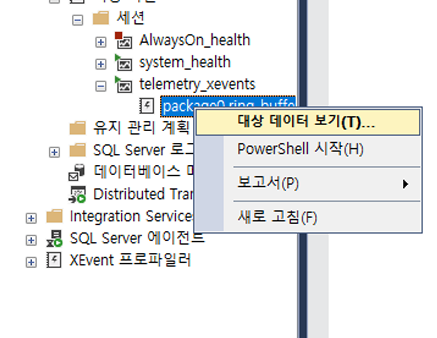 세션
AlwaysOn_health
system_health
telemetry_xevents
package0.ring_buffe
대상 데이터 보기(T)...
유지 관리 계획
PowerShell 시작(H)
SQL Server 로그
데이터베이스
보고서(P)
Distributed Tran
Integration Services
새로 고침(F)
SQL Server 에이전트
XEvent 프로파일러